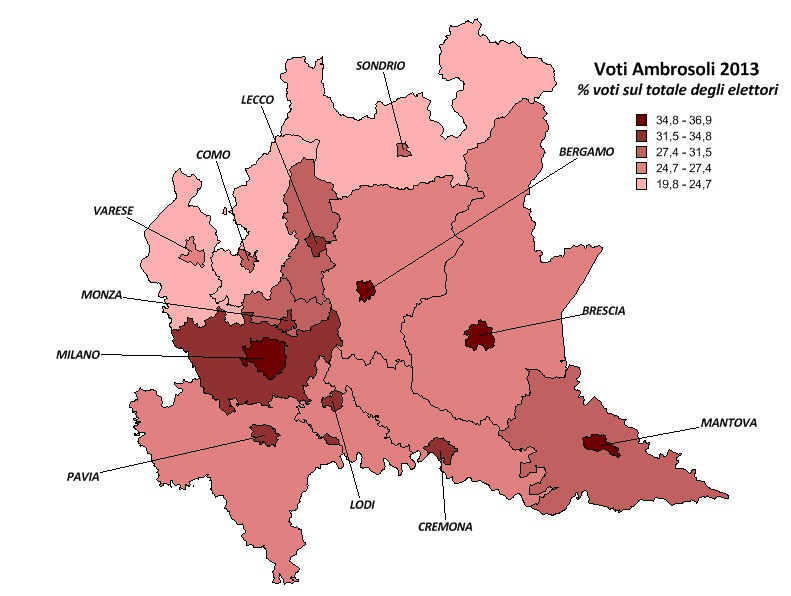 Voti Ambrosoli 2013
% voti sul totale degli elettori
34,8 - 36,9
31,5 - 34,8
27,4 - 31,5
24,7 - 27,4
19,8 - 24,7
SONDRIO
LECCO
BERGAMO
COMO
VARESE
MONZA
BRESCIA
MILANO
MANTOVA
PAVIA
LODI
CREMONA